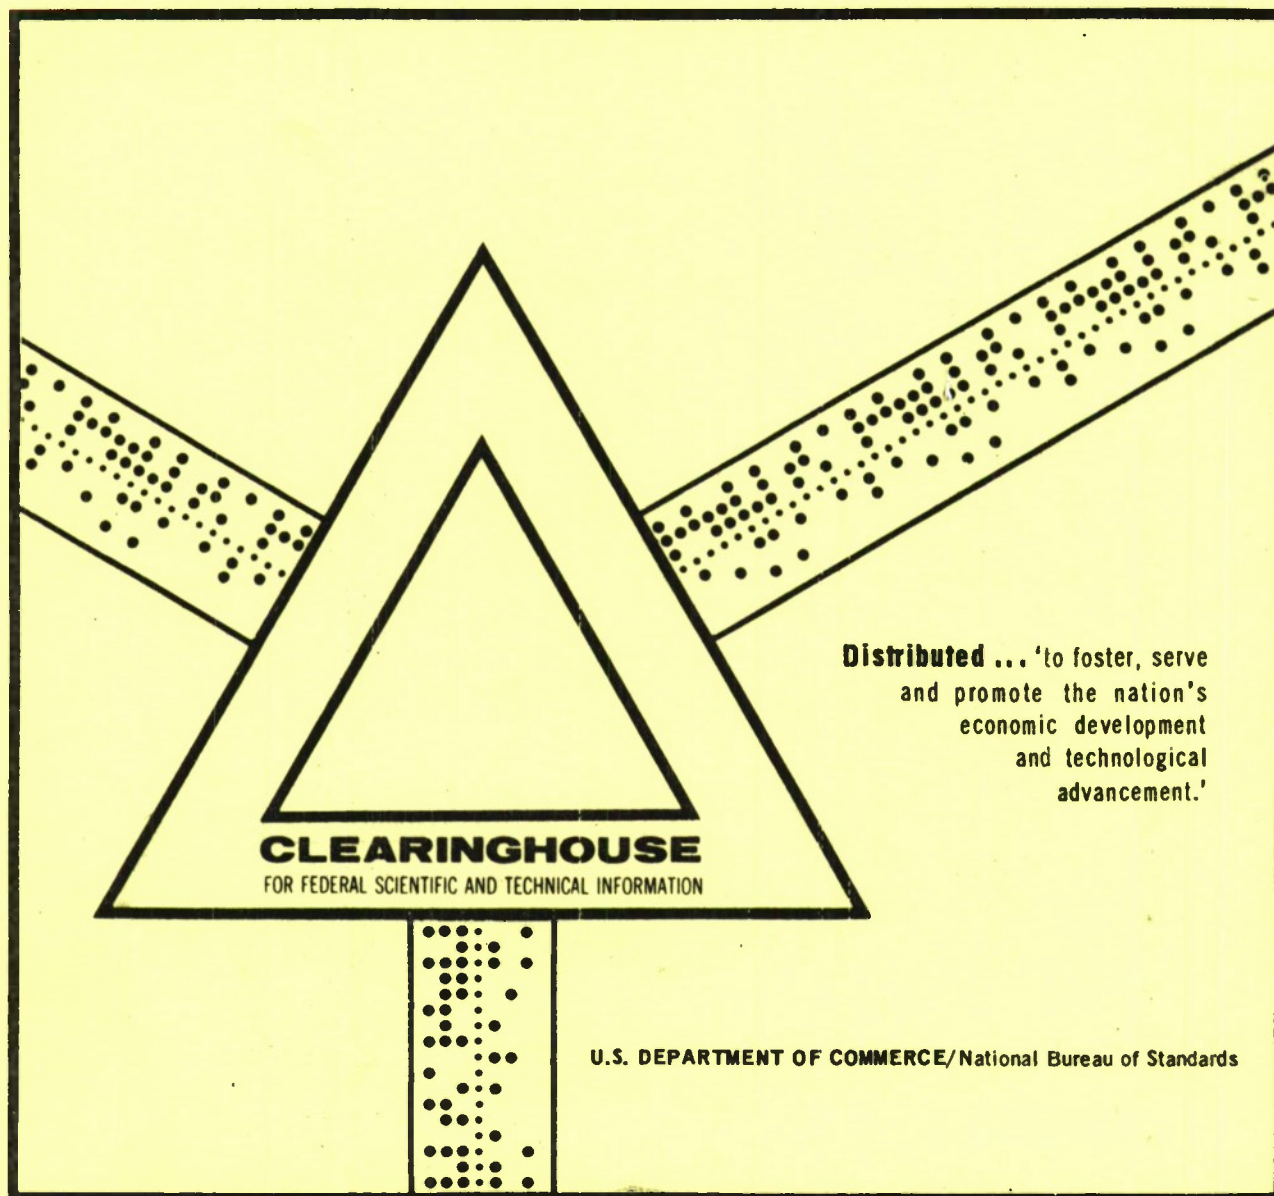 Distributed ... 'to foster, serve
and promote the nation's
economic development
and technological
advancement.'
CLEARINGHOUSE
FOR FEDERAL SCIENTIFIC AND TECHNICAL INFORMATION
U.S. DEPARTMENT OF COMMERCE/National Bureau of Standards